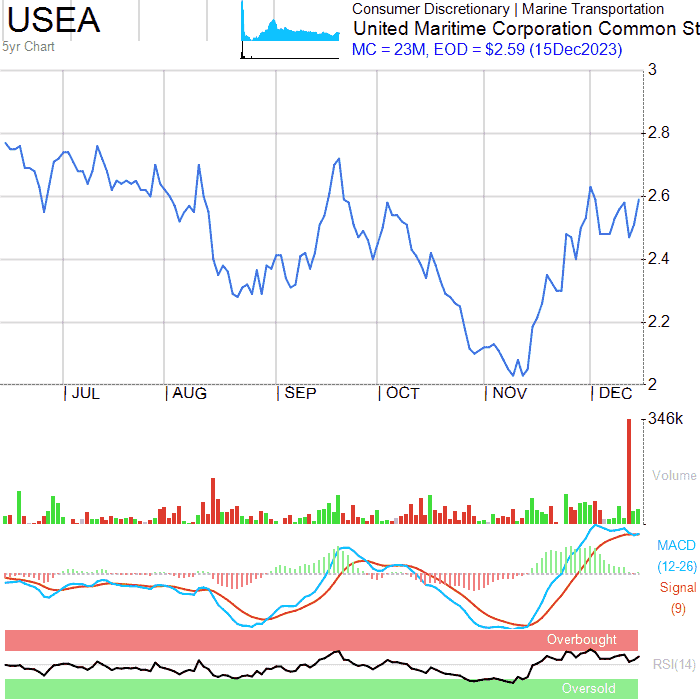 USEA
5yr Chart
Consumer Discretionary | Marine Transportation
United Maritime Corporation Common St
MC = 23M, EOD = $2.59 (15Dec2023)
3
2.8
2.6
2.4
2.2
2
JUL
AUG
SEP
OCT
NOV
DEC
346k
Volume
MACD
(12-26)
Signal
(9)
Overbought
RSI(14)
Oversold